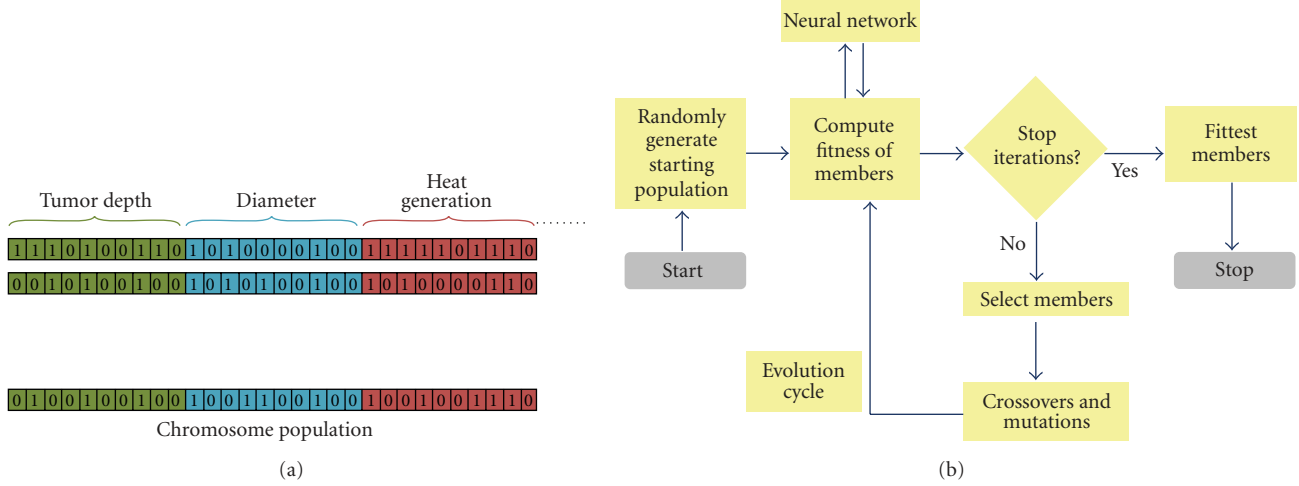 Tumor depth
Diameter
Heat
generation
1 1 1 0 1 0 0 1 1 0 1 0 1 0 0 0 0 1 0 0 1 1 1 1 1 0 1 1 1 0
0 0 1 0 1 0 0 1 0 0 1 0 1 0 1 0 0 1 0 0 1 0 1 0 0 0 0 1 1 0
0 1 0 0 1 0 0 1 0 0 1 0 0 1 1 0 0 1 0 0 1 0 0 1 0 0 1 1 1 0
Chromosome population
(a)
Neural network
Randomly
generate
starting
population
Compute
fitness of
members
Stop
iterations?
Yes
Fittest
members
No
Start
Stop
Select members
Evolution
cycle
Crossovers and
mutations
(b)